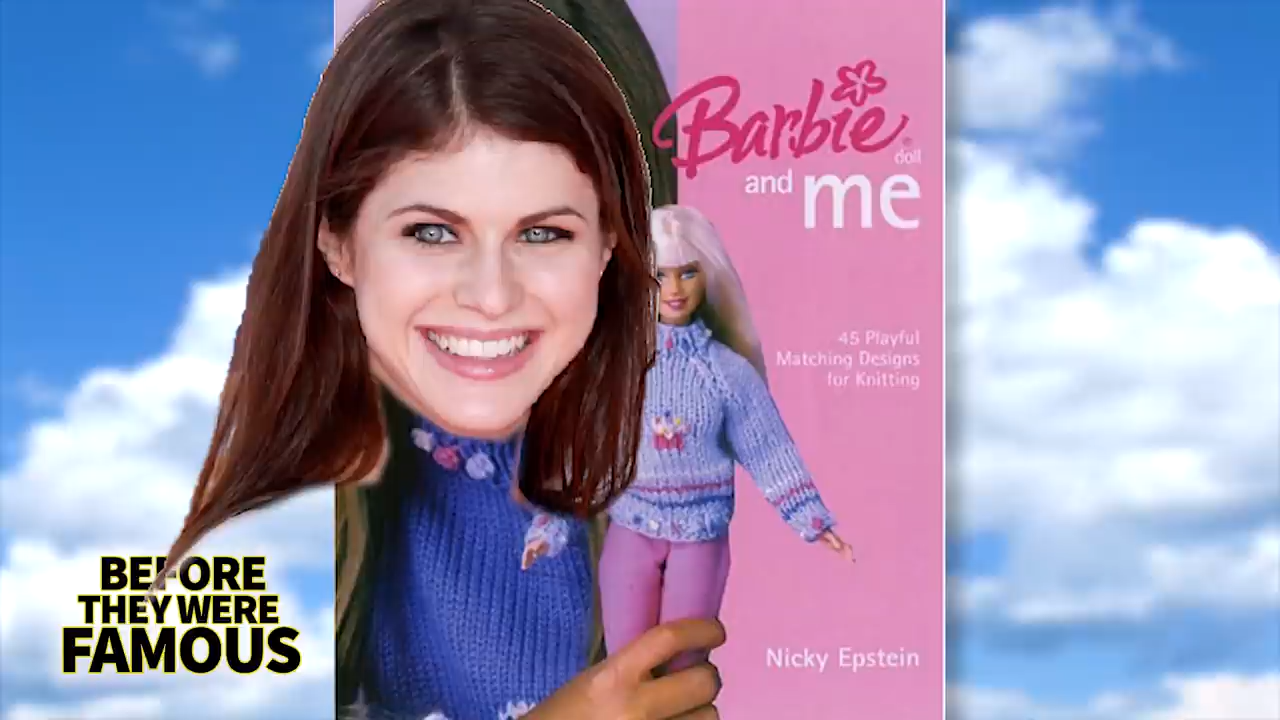 Barbie
doll
and me
45 Playful
Matching Designs
for Knitting
Nicky Epstein
BEFORE
THEY WERE
FAMOUS